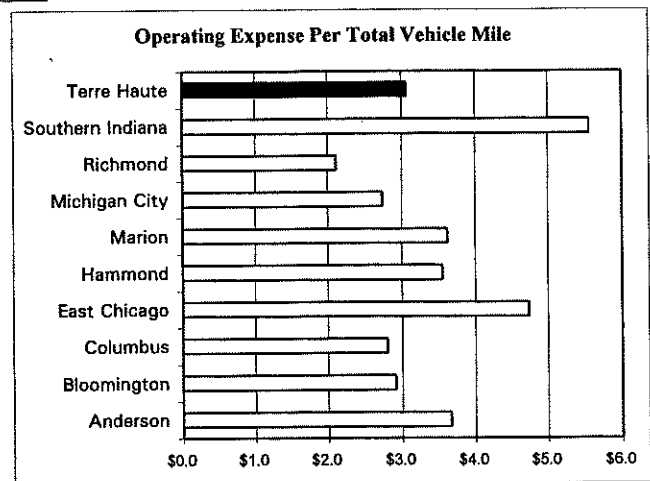 Operating Expense Per Total Vehicle Mile
Terre Haute
Southern Indiana
Richmond
Michigan City
Marion
Hammond
East Chicago
Columbus
Bloomington
Anderson
$0.0 $1.0 $2.0 $3.0 $4.0 $5.0 $6.0